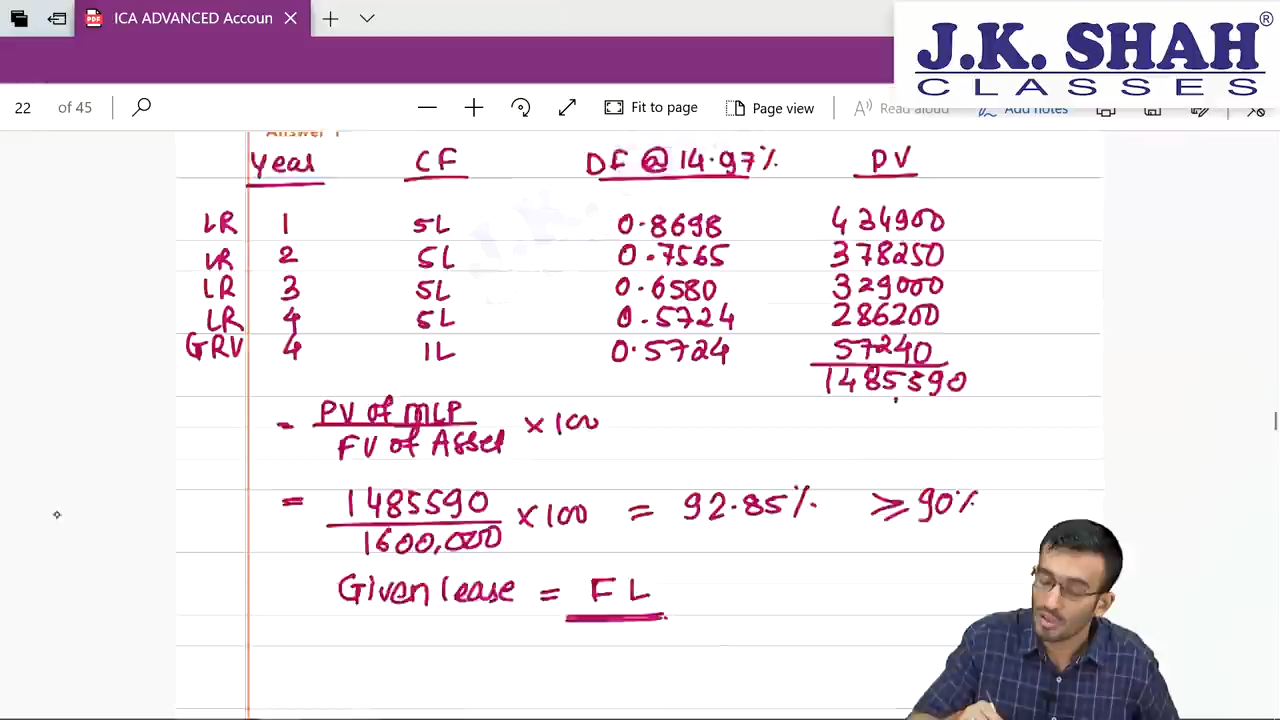 ICA ADVANCED Accoun
J.K. SHAH®
CLASSES
22 of 45
Fit to page
Page view
Read aloud
Add notes
Answer 1
Year CF DF @ 14.97% PV
LR 1 5L 0.8698 434900
LR 2 5L 0.7565 378250
LR 3 5L 0.6580 329000
LR 4 5L 0.5724 286200
GRV 4 1L 0.5724 57240
1485590
= PV of MLP
FV of Asset × 100
= 1485590
1600,000 × 100 = 92.85% ≥ 90%
Given lease = FL